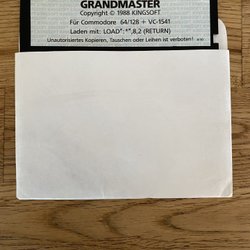 GRANDMASTER
Copyright © 1988 KINGSOFT
Für Commodore 64/128 + VC-1541
Laden mit: LOAD":*",8,2 (RETURN)
Unautorisiertes Kopieren, Tauschen oder Leihen ist verboten!